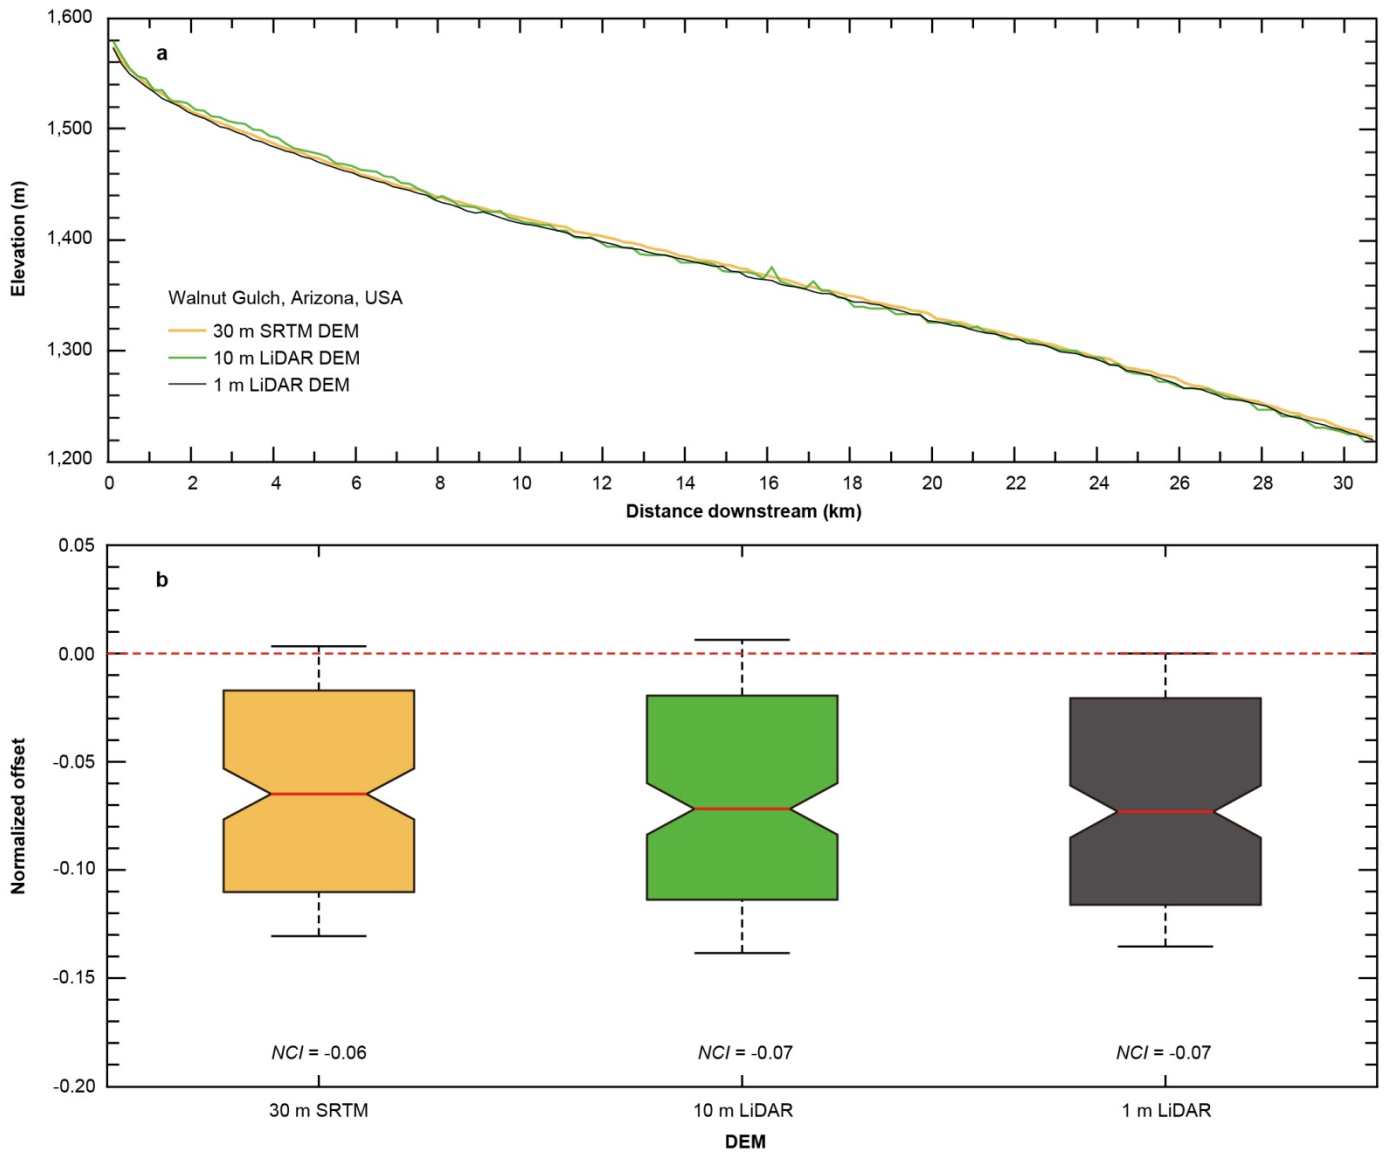 1,600
1,500
1,400
1,300
1,200
Elevation (m)
a
Walnut Gulch, Arizona, USA
30 m SRTM DEM
10 m LiDAR DEM
1 m LiDAR DEM
0 2 4 6 8 10 12 14 16 18 20 22 24 26 28 30
Distance downstream (km)
0.05
0.00
-0.05
-0.10
-0.15
-0.20
Normalized offset
b
NCI = -0.06 NCI = -0.07 NCI = -0.07
30 m SRTM 10 m LiDAR 1 m LiDAR
DEM